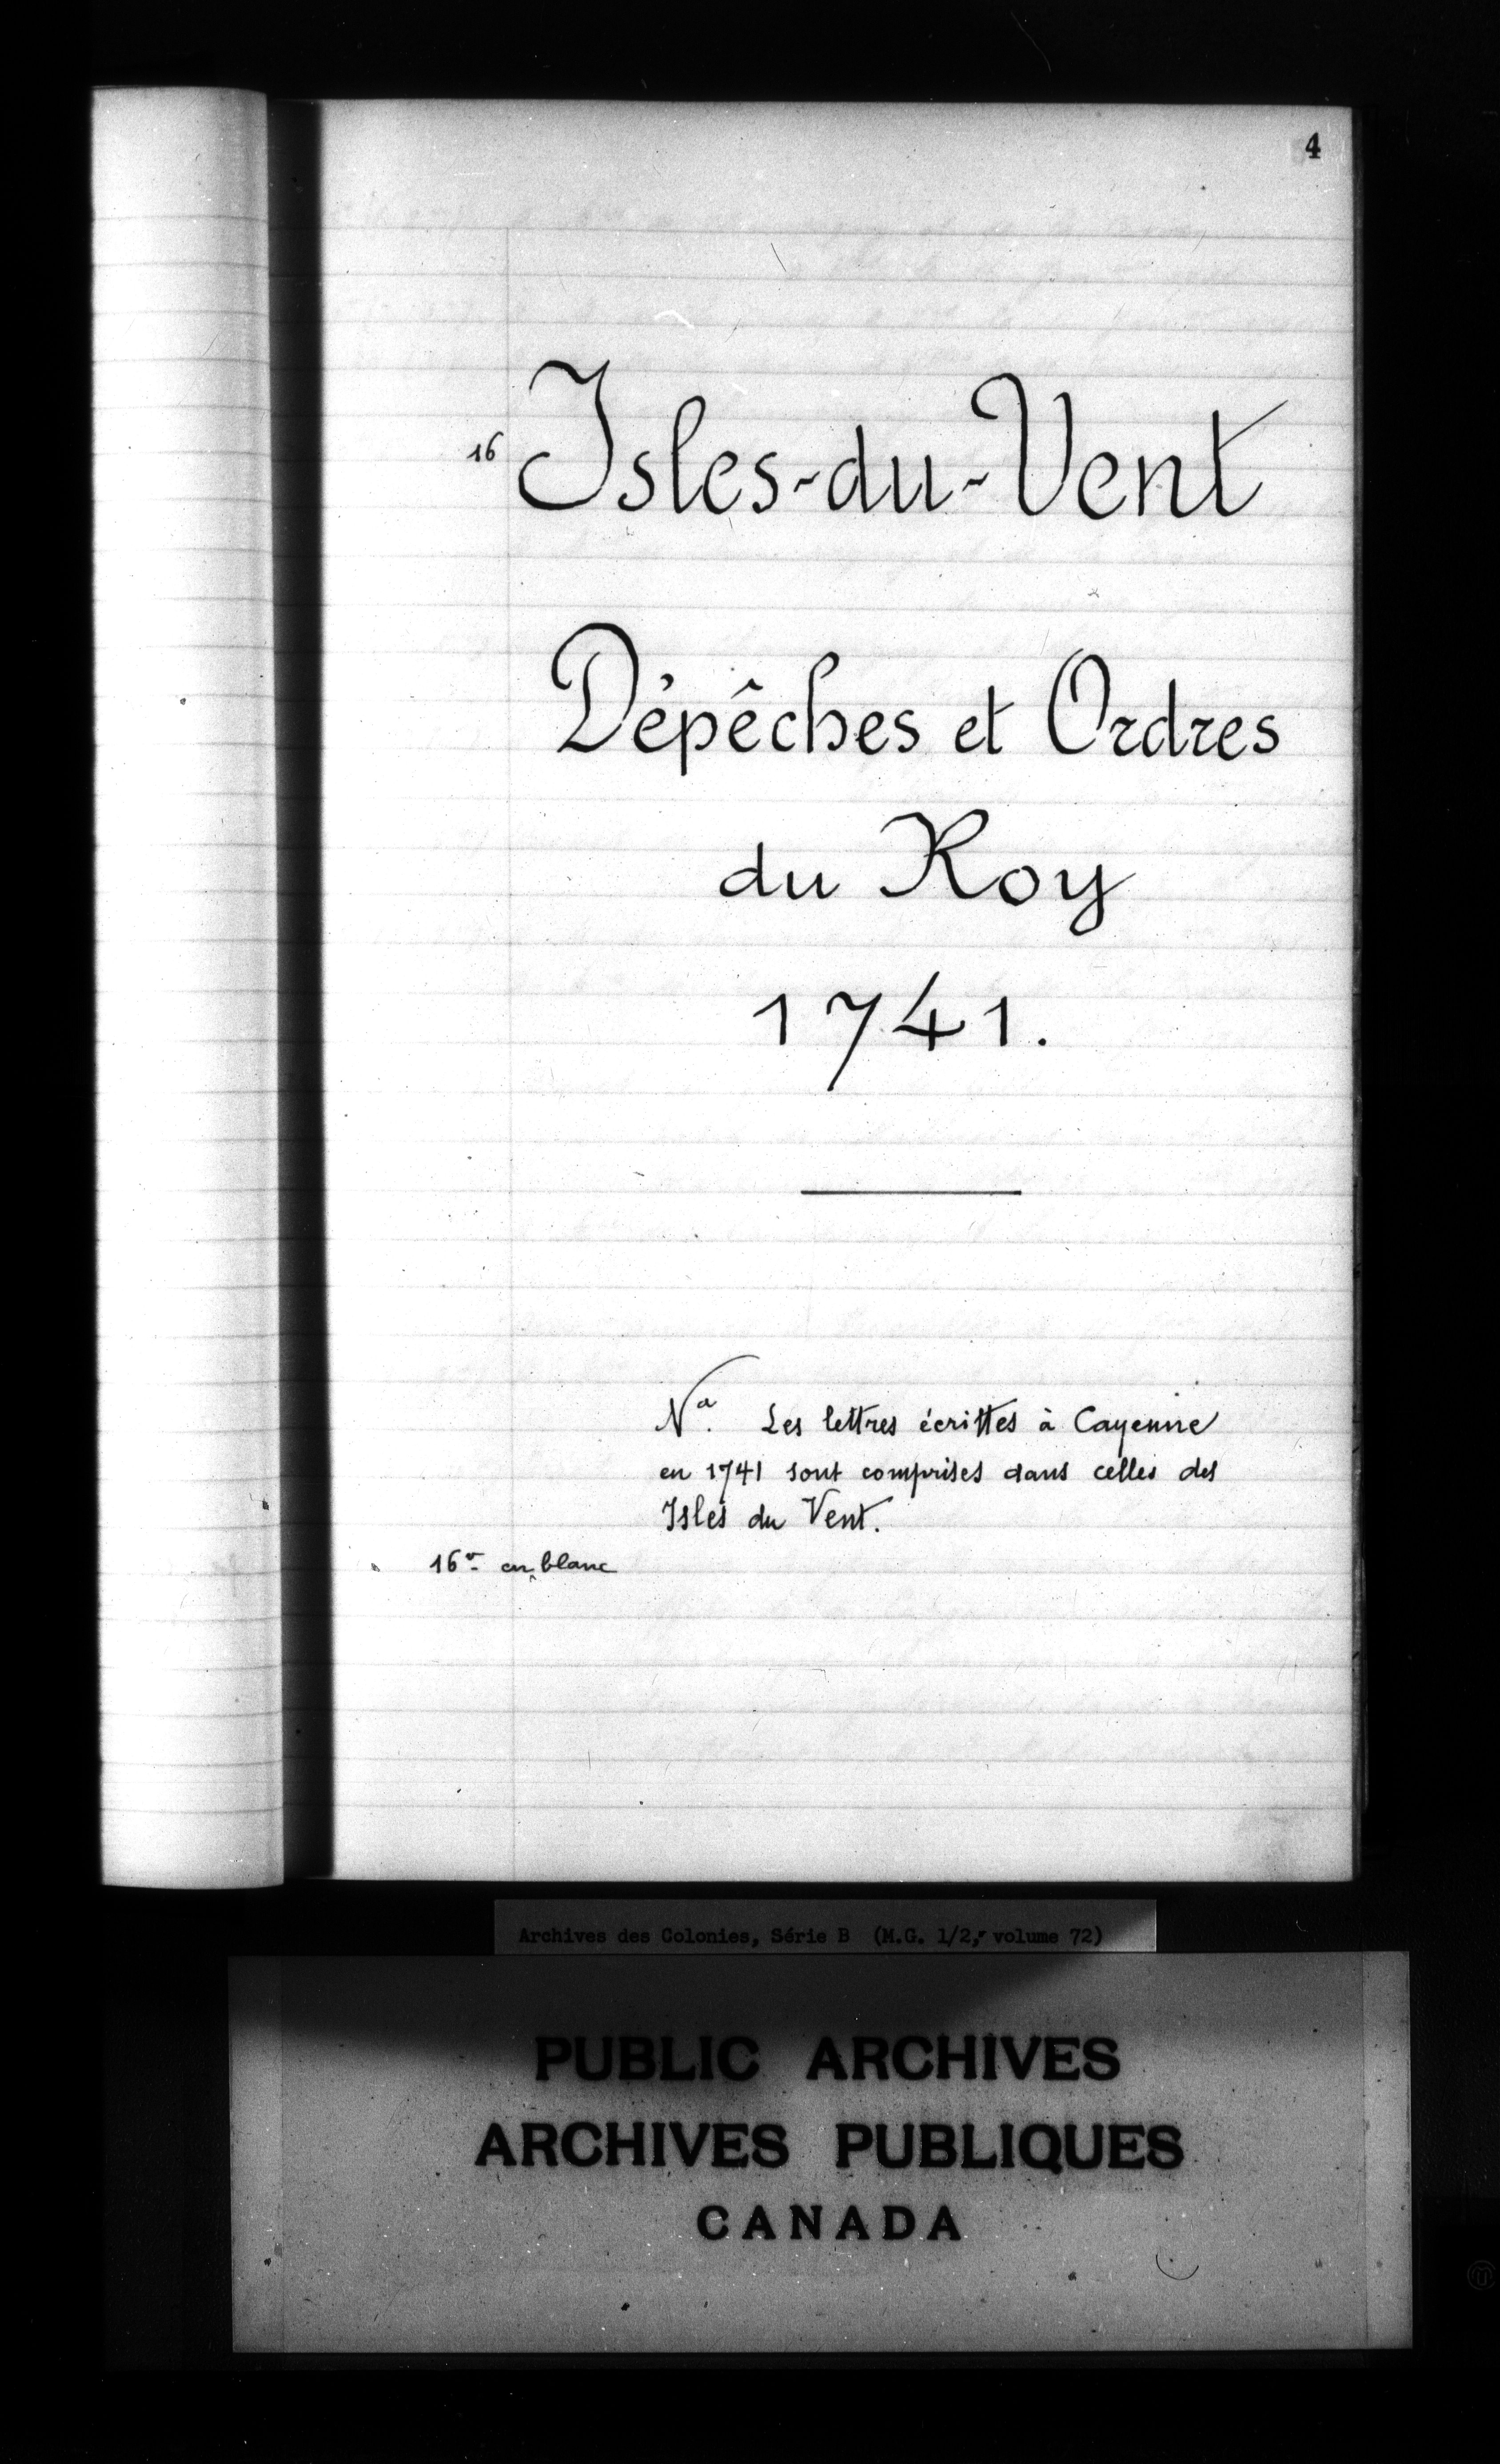 4
16 Isles-du-Vent
Dépêches et Ordres
du Roy
1741.
Nª. Les lettres écrittes à Cayenne
en 1741 sont comprises dans celles des
Isles du Vent.
16v en blanc
Archives des Colonies, Série B (M.G. 1/2, volume 72)
PUBLIC ARCHIVES
ARCHIVES PUBLIQUES
CANADA